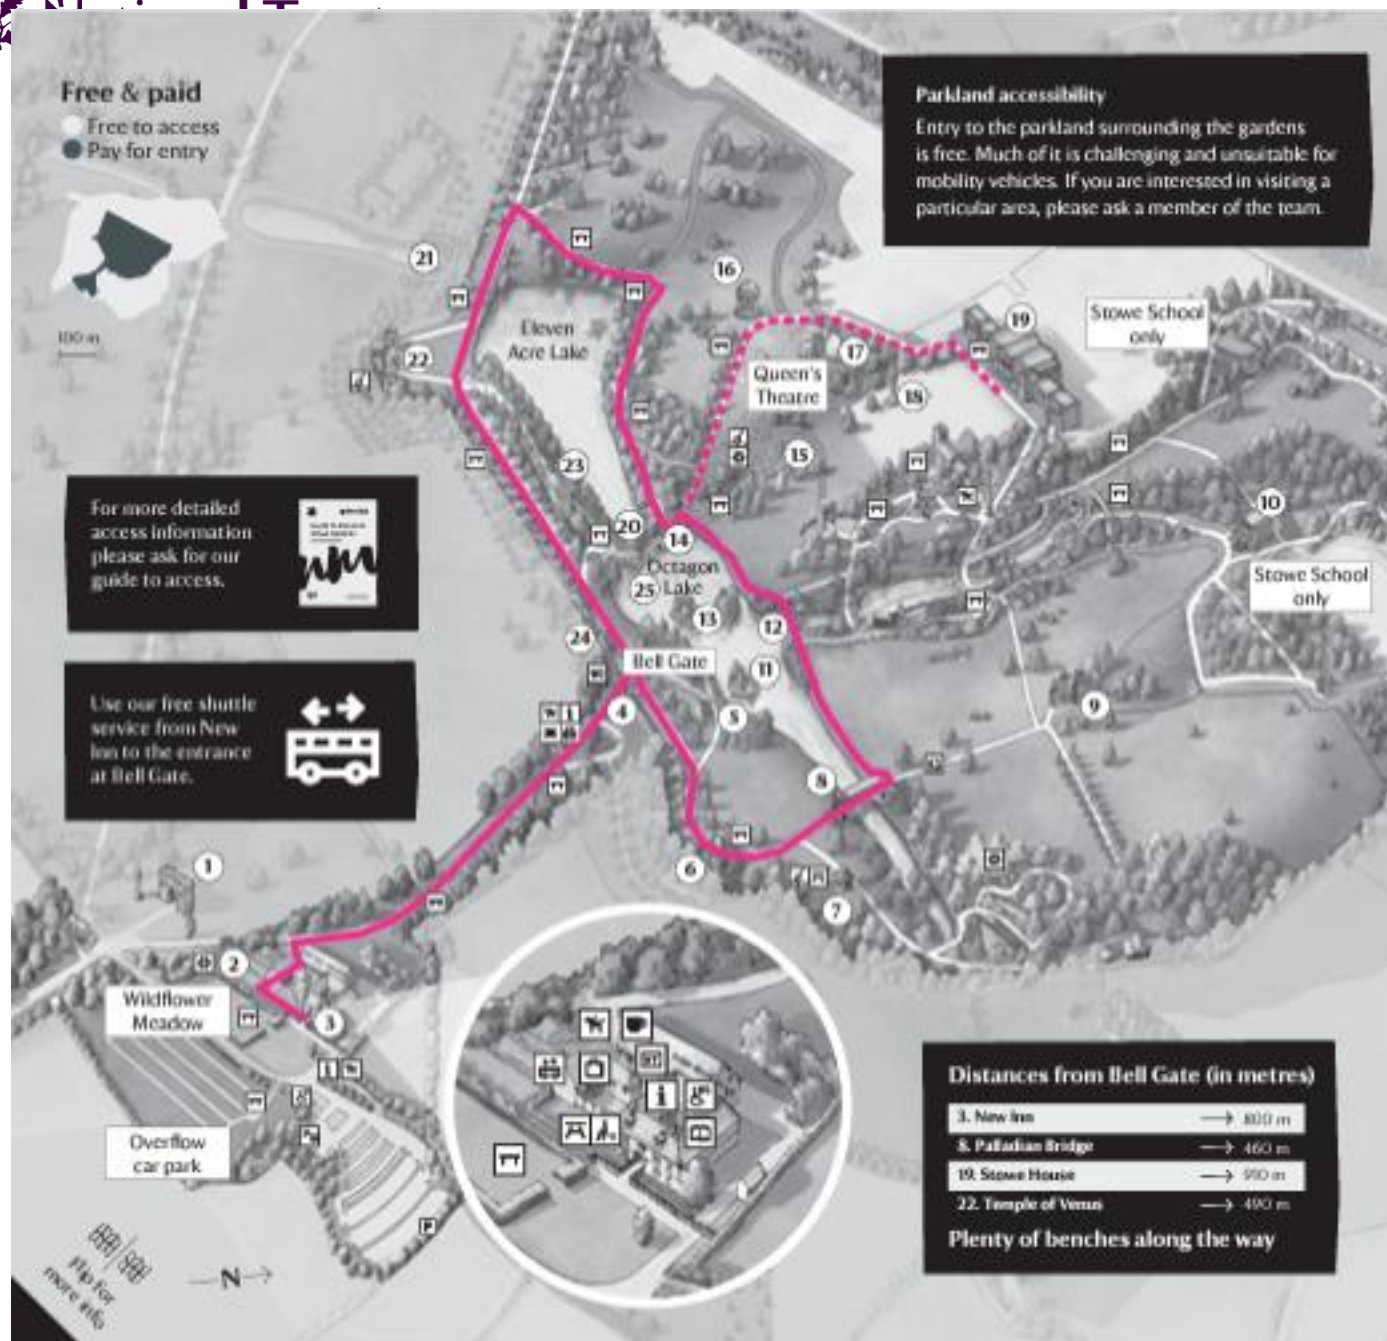 Free & paid
Free to access
Pay for entry
100 m
Parkland accessibility
Entry to the parkland surrounding the gardens
is free. Much of it is challenging and unsuitable for
mobility vehicles. If you are interested in visiting a
particular area, please ask a member of the team.
21
16
19
Stowe School
only
Eleven
Acre Lake
22
17
Queen's
Theatre
18
15
23
10
20
14
Octagon
Lake
25
13
12
Stowe School
only
For more detailed
access information
please ask for our
guide to access.
24
Bell Gate
11
4
5
9
8
Use our free shuttle
service from New
Inn to the entrance
at Bell Gate.
1
6
7
2
Wildflower
Meadow
3
Overflow
car park
P
N
Flip for
more info
Distances from Bell Gate (in metres)
3. New Inn → 800 m
8. Palladian Bridge → 460 m
19. Stowe House → 910 m
22. Temple of Venus → 490 m
Plenty of benches along the way